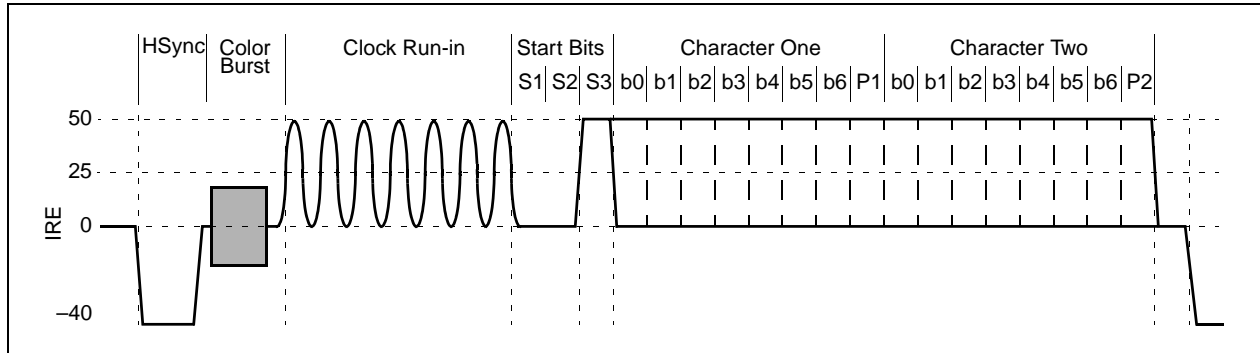 HSync Color Burst Clock Run-in Start Bits Character One Character Two
S1 S2 S3 b0 b1 b2 b3 b4 b5 b6 P1 b0 b1 b2 b3 b4 b5 b6 P2
50
25
0
IRE
–40